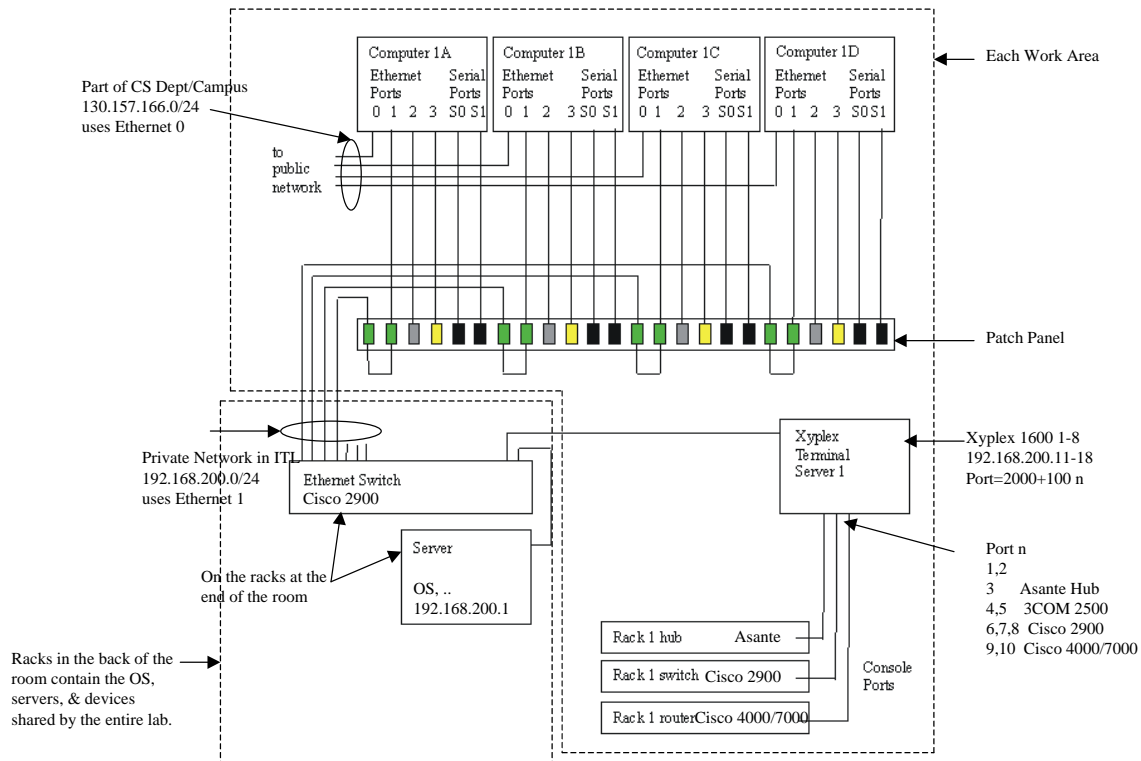 Computer 1A
Ethernet Serial
Ports Ports
0 1 2 3 S0 S1
Computer 1B
Ethernet Serial
Ports Ports
0 1 2 3 S0 S1
Computer 1C
Ethernet Serial
Ports Ports
0 1 2 3 S0 S1
Computer 1D
Ethernet Serial
Ports Ports
0 1 2 3 S0 S1
Each Work Area
Part of CS Dept/Campus
130.157.166.0/24
uses Ethernet 0
to
public
network
Patch Panel
Private Network in ITL
192.168.200.0/24
uses Ethernet 1
Ethernet Switch
Cisco 2900
Xyplex
Terminal
Server 1
Xyplex 1600 1-8
192.168.200.11-18
Port=2000+100 n
Server
OS, ..
192.168.200.1
On the racks at the
end of the room
Port n
1,2
3 Asante Hub
4,5 3COM 2500
6,7,8 Cisco 2900
9,10 Cisco 4000/7000
Rack 1 hub Asante
Rack 1 switch Cisco 2900
Rack 1 router Cisco 4000/7000
Console
Ports
Racks in the back of the
room contain the OS,
servers, & devices
shared by the entire lab.